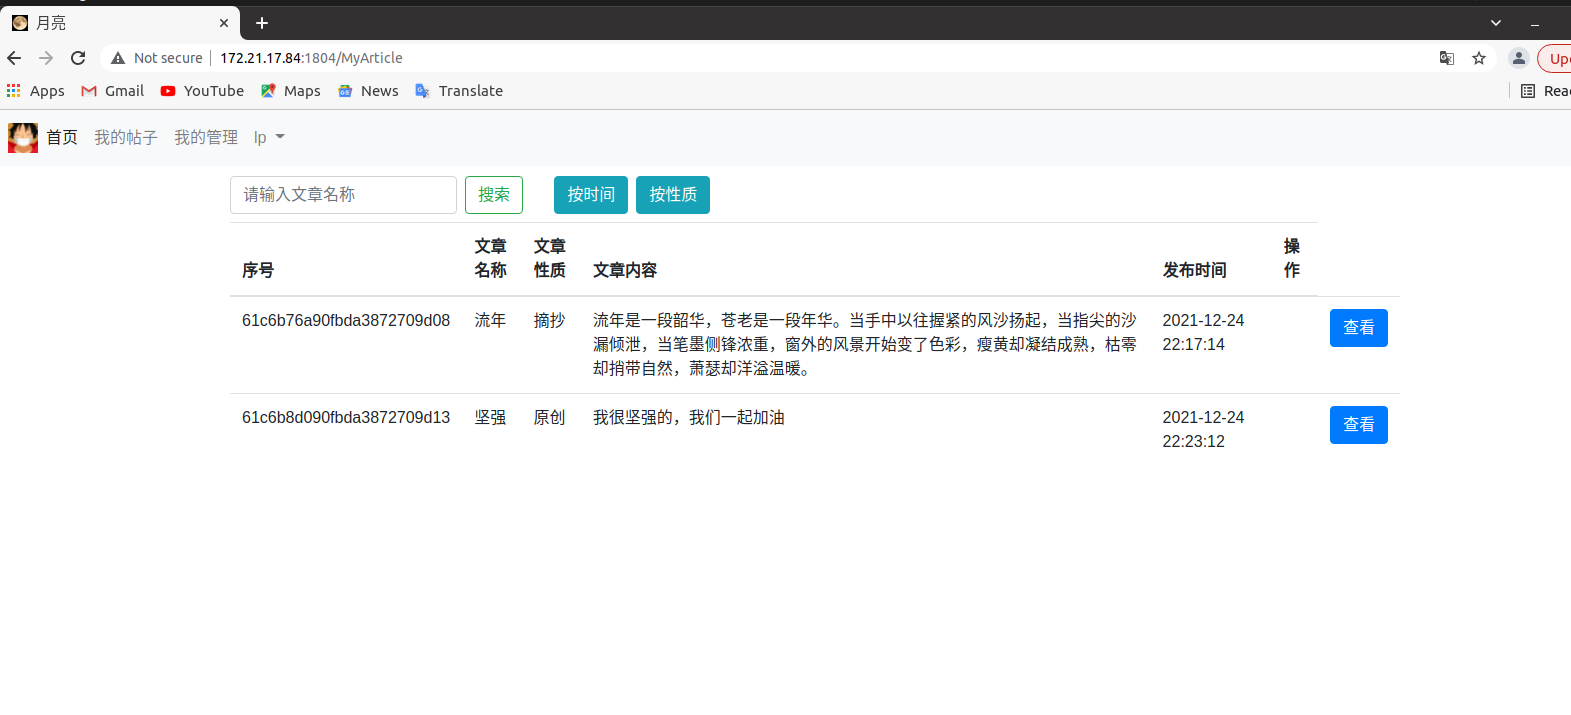 月亮
Not secure 172.21.17.84:1804/MyArticle
Apps Gmail YouTube Maps News Translate
首页 我的帖子 我的管理 lp
请输入文章名称 搜索 按时间 按性质
序号 文章名称 文章性质 文章内容 发布时间 操作
61c6b76a90fbda3872709d08 流年 摘抄 流年是一段韶华，苍老是一段年华。当手中以往握紧的风沙扬起，当指尖的沙
漏倾泄，当笔墨侧锋浓重，窗外的风景开始变了色彩，瘦黄却凝结成熟，枯零
却捎带自然，萧瑟却洋溢温暖。
2021-12-24
22:17:14
查看
61c6b8d090fbda3872709d13 坚强 原创 我很坚强的，我们一起加油
2021-12-24
22:23:12
查看